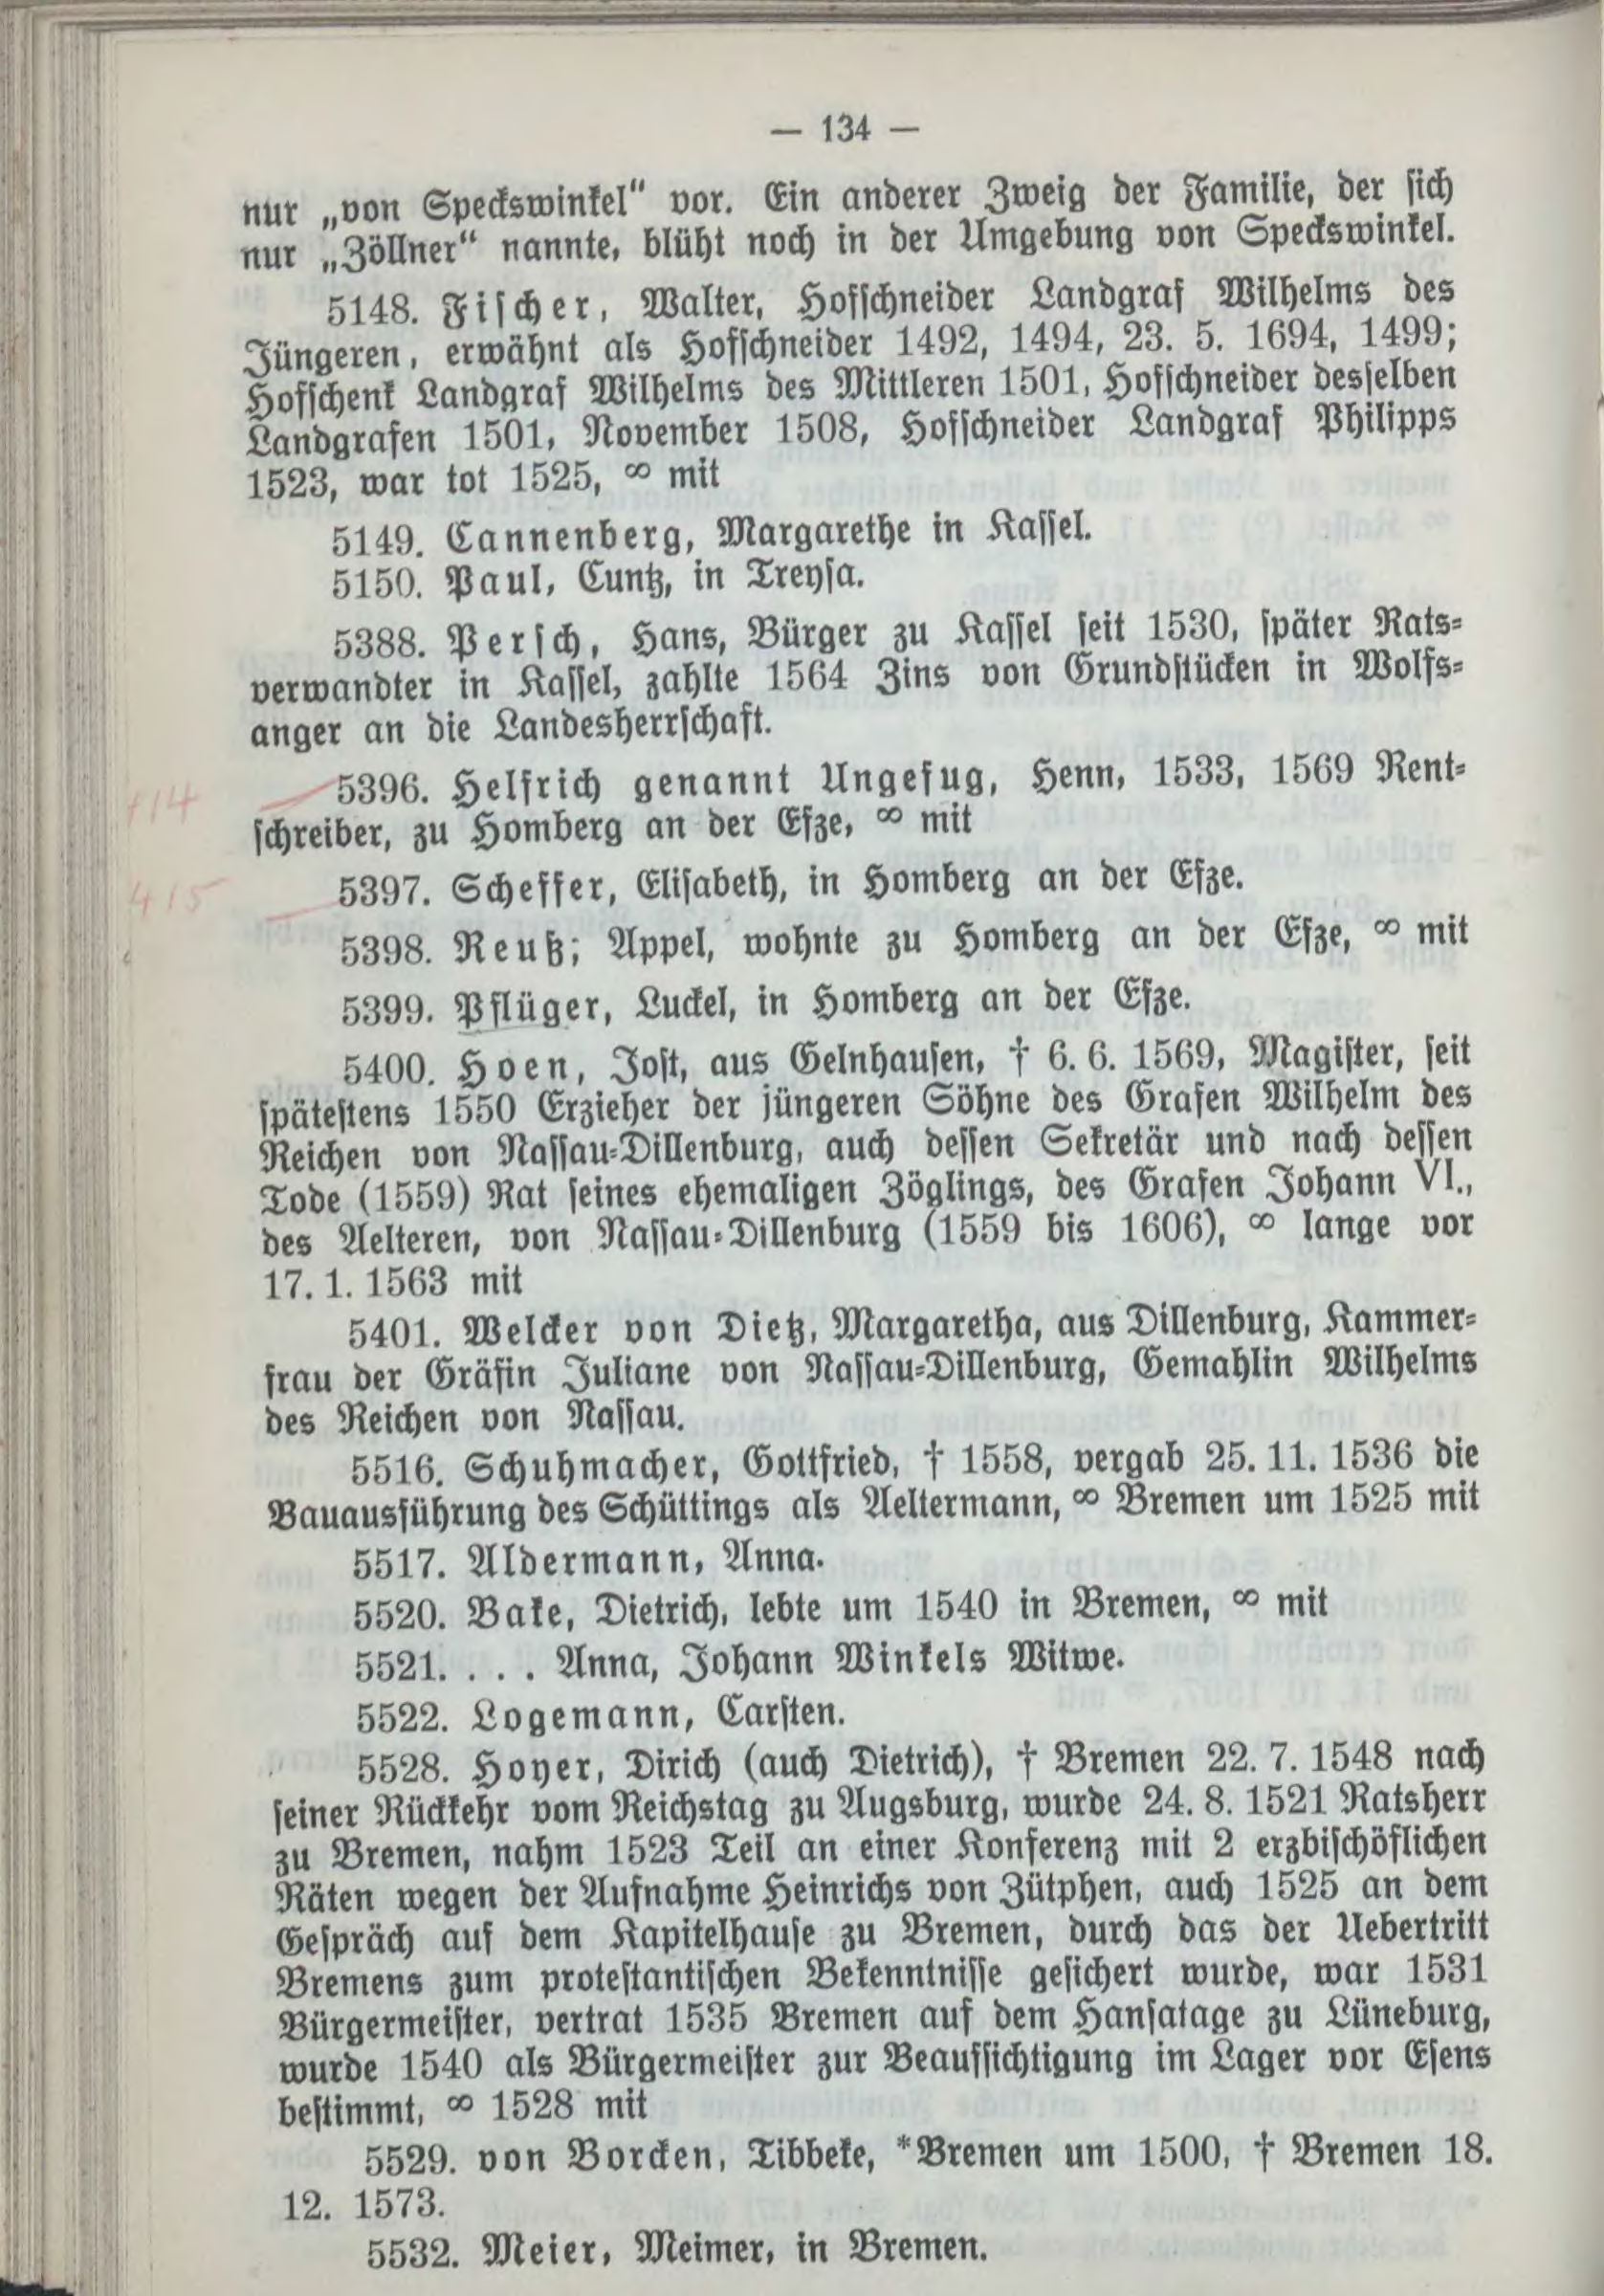 — 134 —
nur „von Speckswinkel“ vor. Ein anderer Zweig der Familie, der sich
nur „Zöllner“ nannte, blüht noch in der Umgebung von Speckswinkel.
5148. Fischer, Walter, Hofschneider Landgraf Wilhelms des
Jüngeren, erwähnt als Hofschneider 1492, 1494, 23. 5. 1694, 1499;
Hofschenk Landgraf Wilhelms des Mittleren 1501, Hofschneider desselben
Landgrafen 1501, November 1508, Hofschneider Landgraf Philipps
1523, war tot 1525, ∞ mit
5149. Cannenberg, Margarethe in Kassel.
5150. Paul, Cuntz, in Treysa.
5388. Persch, Hans, Bürger zu Kassel seit 1530, später Rats-
verwandter in Kassel, zahlte 1564 Zins von Grundstücken in Wolfs-
anger an die Landesherrschaft.
414
5396. Helfrich genannt Ungefug, Henn, 1533, 1569 Rent-
schreiber, zu Homberg an der Efze, ∞ mit
415
5397. Scheffer, Elisabeth, in Homberg an der Efze.
5398. Reuß; Appel, wohnte zu Homberg an der Efze, ∞ mit
5399. Pflüger, Luckel, in Homberg an der Efze.
5400. Hoen, Jost, aus Gelnhausen, † 6. 6. 1569, Magister, seit
spätestens 1550 Erzieher der jüngeren Söhne des Grafen Wilhelm des
Reichen von Nassau-Dillenburg, auch dessen Sekretär und nach dessen
Tode (1559) Rat seines ehemaligen Zöglings, des Grafen Johann VI.,
des Aelteren, von Nassau-Dillenburg (1559 bis 1606), ∞ lange vor
17. 1. 1563 mit
5401. Welcker von Dietz, Margaretha, aus Dillenburg, Kammer-
frau der Gräfin Juliane von Nassau-Dillenburg, Gemahlin Wilhelms
des Reichen von Nassau.
5516. Schuhmacher, Gottfried, † 1558, vergab 25. 11. 1536 die
Bauausführung des Schüttings als Aeltermann, ∞ Bremen um 1525 mit
5517. Aldermann, Anna.
5520. Bake, Dietrich, lebte um 1540 in Bremen, ∞ mit
5521. . . . Anna, Johann Winkels Witwe.
5522. Logemann, Carsten.
5528. Hoyer, Dirich (auch Dietrich), † Bremen 22. 7. 1548 nach
seiner Rückkehr vom Reichstag zu Augsburg, wurde 24. 8. 1521 Ratsherr
zu Bremen, nahm 1523 Teil an einer Konferenz mit 2 erzbischöflichen
Räten wegen der Aufnahme Heinrichs von Zütphen, auch 1525 an dem
Gespräch auf dem Kapitelhause zu Bremen, durch das der Uebertritt
Bremens zum protestantischen Bekenntnisse gesichert wurde, war 1531
Bürgermeister, vertrat 1535 Bremen auf dem Hansatage zu Lüneburg,
wurde 1540 als Bürgermeister zur Beaufsichtigung im Lager vor Esens
bestimmt, ∞ 1528 mit
5529. von Borcken, Tibbeke, *Bremen um 1500, † Bremen 18.
12. 1573.
5532. Meier, Meimer, in Bremen.